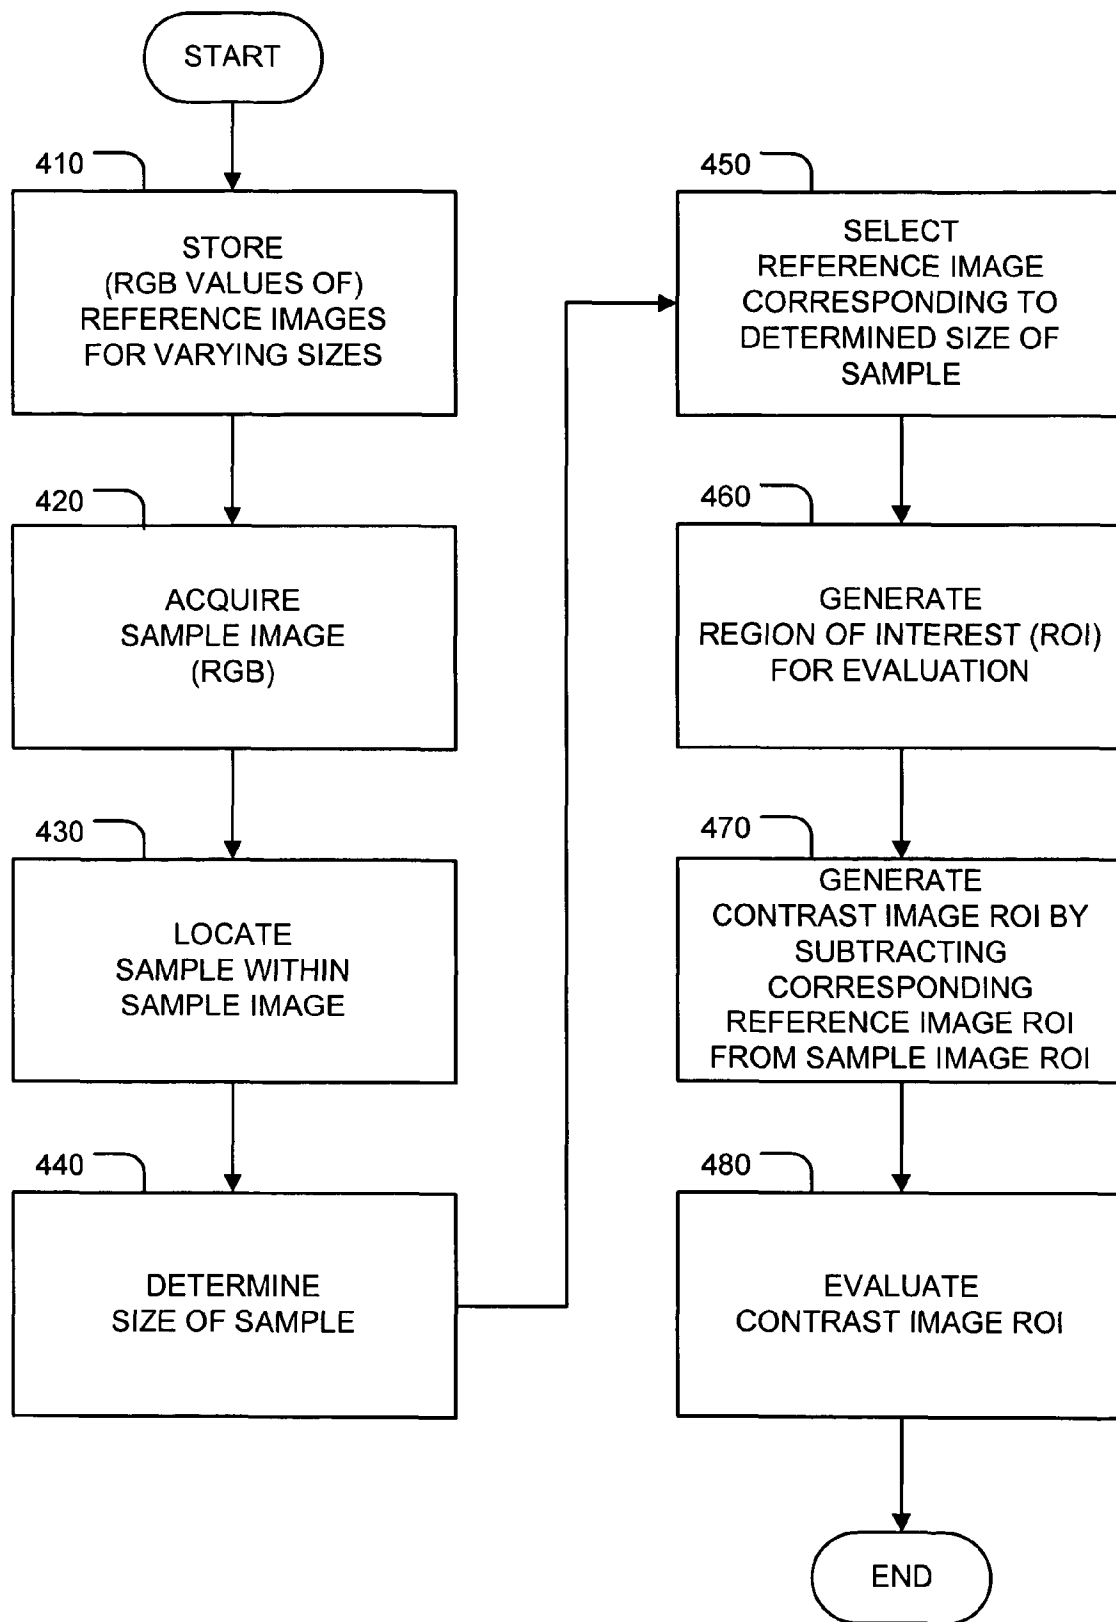 START
410
STORE
(RGB VALUES OF)
REFERENCE IMAGES
FOR VARYING SIZES
420
ACQUIRE
SAMPLE IMAGE
(RGB)
430
LOCATE
SAMPLE WITHIN
SAMPLE IMAGE
440
DETERMINE
SIZE OF SAMPLE
450
SELECT
REFERENCE IMAGE
CORRESPONDING TO
DETERMINED SIZE OF
SAMPLE
460
GENERATE
REGION OF INTEREST (ROI)
FOR EVALUATION
470
GENERATE
CONTRAST IMAGE ROI BY
SUBTRACTING
CORRESPONDING
REFERENCE IMAGE ROI
FROM SAMPLE IMAGE ROI
480
EVALUATE
CONTRAST IMAGE ROI
END